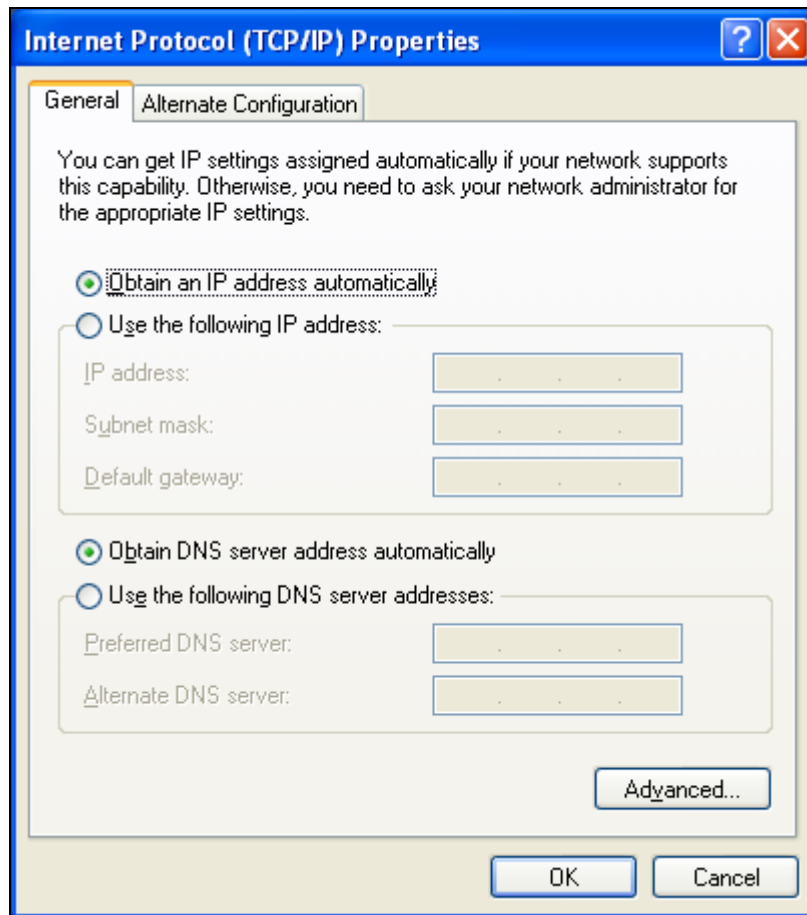 Internet Protocol (TCP/IP) Properties
General
Alternate Configuration
You can get IP settings assigned automatically if your network supports
this capability. Otherwise, you need to ask your network administrator for
the appropriate IP settings.
Obtain an IP address automatically
Use the following IP address:
IP address:
Subnet mask:
Default gateway:
Obtain DNS server address automatically
Use the following DNS server addresses:
Preferred DNS server:
Alternate DNS server:
Advanced...
OK
Cancel